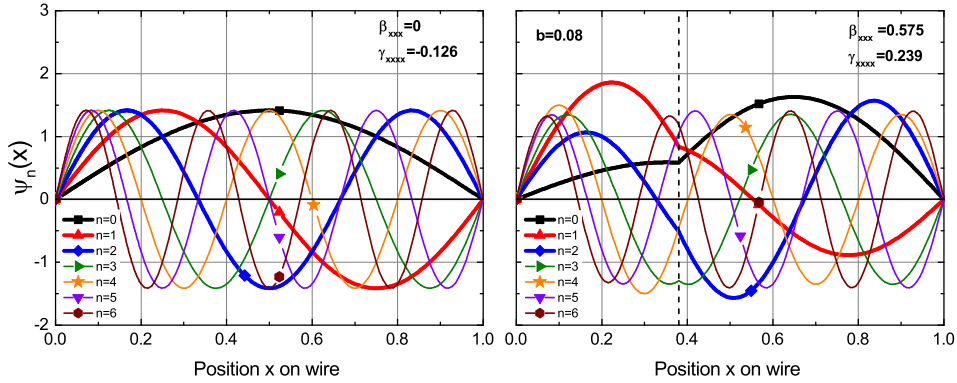 3
2
1
0
-1
-2
ψn(x)
βxxx=0
γxxxx=-0.126
n=0
n=1
n=2
n=3
n=4
n=5
n=6
0.0 0.2 0.4 0.6 0.8 1.0
Position x on wire
b=0.08
βxxx =0.575
γxxxx=0.239
n=0
n=1
n=2
n=3
n=4
n=5
n=6
0.0 0.2 0.4 0.6 0.8 1.0
Position x on wire